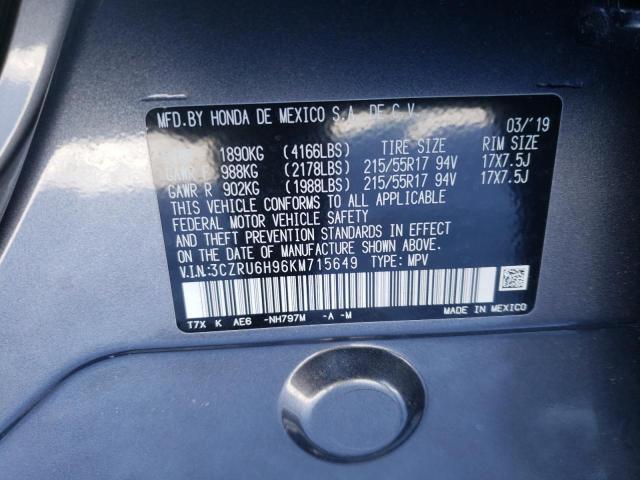 MFD.BY HONDA DE MEXICO S.A. DE C.V.
03/'19
1890KG (4166LBS) TIRE SIZE RIM SIZE
GAWR F 988KG (2178LBS) 215/55R17 94V 17X7.5J
GAWR R 902KG (1988LBS) 215/55R17 94V 17X7.5J
THIS VEHICLE CONFORMS TO ALL APPLICABLE
FEDERAL MOTOR VEHICLE SAFETY
AND THEFT PREVENTION STANDARDS IN EFFECT
ON THE DATE OF MANUFACTURE SHOWN ABOVE.
V.I.N:3CZRU6H96KM715649 TYPE: MPV
T7X K AE6 -NH797M -A -M MADE IN MEXICO